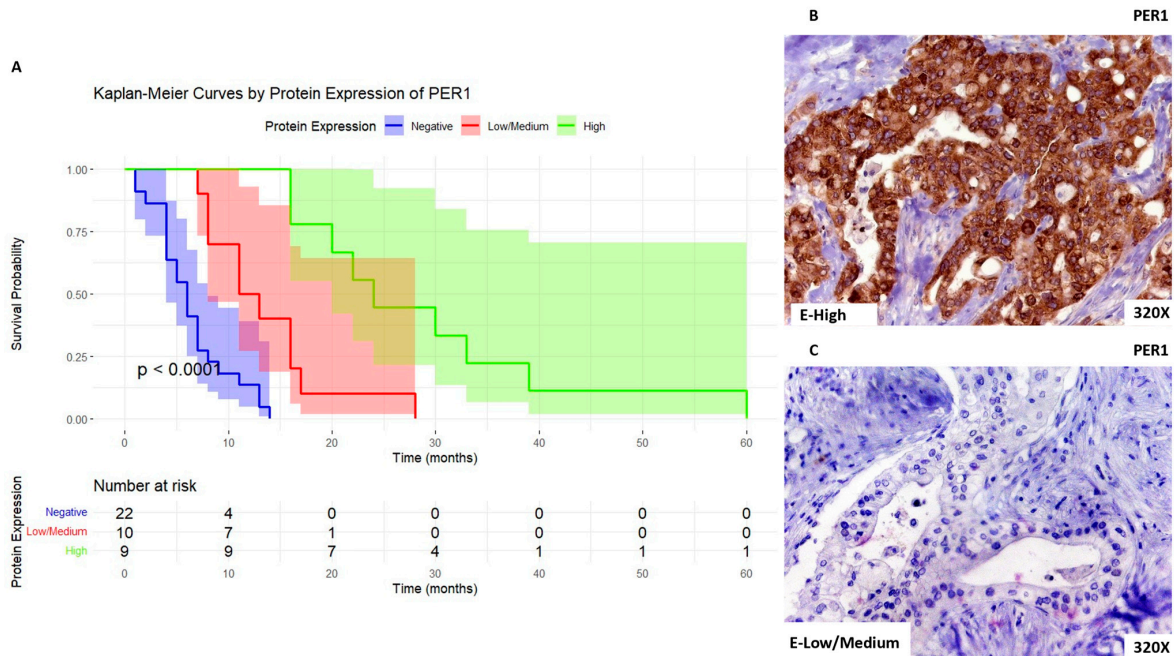 A
Kaplan-Meier Curves by Protein Expression of PER1
Protein Expression Negative Low/Medium High
Survival Probability
1.00
0.75
0.50
0.25
0.00
p < 0.0001
0 10 20 30 40 50 60
Time (months)
Number at risk
Protein Expression
Negative 22 4 0 0 0 0 0
Low/Medium 10 7 1 0 0 0 0
High 9 9 7 4 1 1 1
0 10 20 30 40 50 60
Time (months)
B PER1
E-High 320X
C PER1
E-Low/Medium 320X